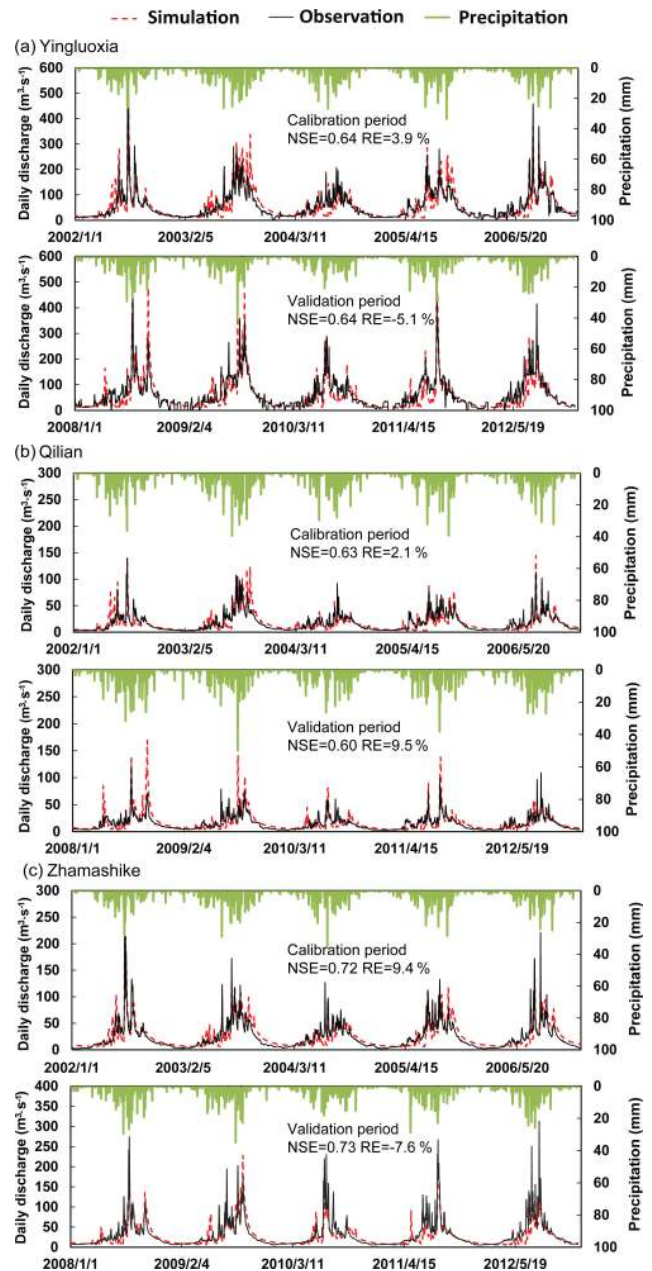 Simulation Observation Precipitation
(a) Yingluoxia
Daily discharge (m³·s⁻¹)
600
500
400
300
200
100
0
Calibration period
NSE=0.64 RE=3.9 %
0
20
40
60
80
100
Precipitation (mm)
2002/1/1 2003/2/5 2004/3/11 2005/4/15 2006/5/20
Daily discharge (m³·s⁻¹)
600
500
400
300
200
100
0
Validation period
NSE=0.64 RE=-5.1 %
0
20
40
60
80
100
Precipitation (mm)
2008/1/1 2009/2/4 2010/3/11 2011/4/15 2012/5/19
(b) Qilian
Daily discharge (m³·s⁻¹)
300
250
200
150
100
50
0
Calibration period
NSE=0.63 RE=2.1 %
0
20
40
60
80
100
Precipitation (mm)
2002/1/1 2003/2/5 2004/3/11 2005/4/15 2006/5/20
Daily discharge (m³·s⁻¹)
300
250
200
150
100
50
0
Validation period
NSE=0.60 RE=9.5 %
0
20
40
60
80
100
Precipitation (mm)
2008/1/1 2009/2/4 2010/3/11 2011/4/15 2012/5/19
(c) Zhamashike
Daily discharge (m³·s⁻¹)
300
250
200
150
100
50
0
Calibration period
NSE=0.72 RE=9.4 %
0
20
40
60
80
100
Precipitation (mm)
2002/1/1 2003/2/5 2004/3/11 2005/4/15 2006/5/20
Daily discharge (m³·s⁻¹)
400
350
300
250
200
150
100
50
0
Validation period
NSE=0.73 RE=-7.6 %
0
20
40
60
80
100
Precipitation (mm)
2008/1/1 2009/2/4 2010/3/11 2011/4/15 2012/5/19